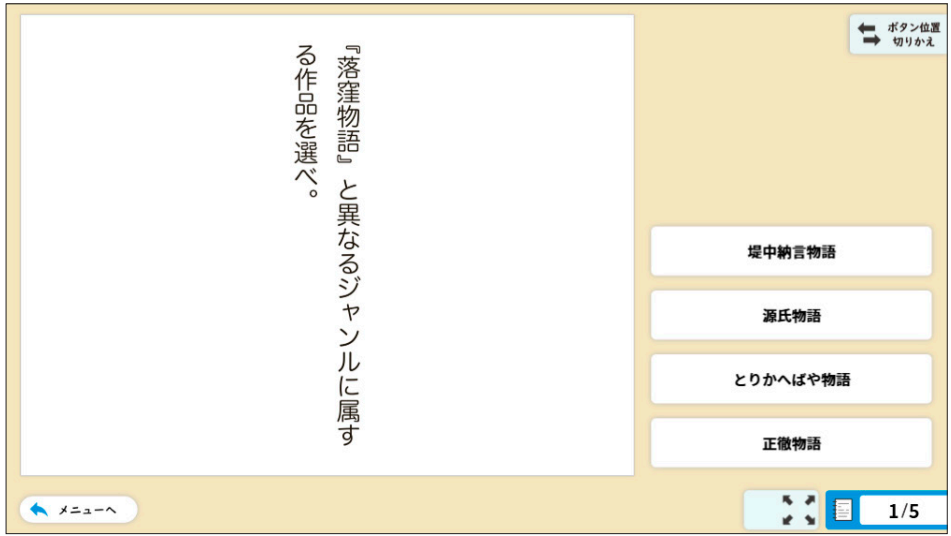 『落窪物語』と異なるジャンルに属す
る作品を選べ。
ボタン位置
切りかえ
堤中納言物語
源氏物語
とりかへばや物語
正徹物語
メニューへ
1/5